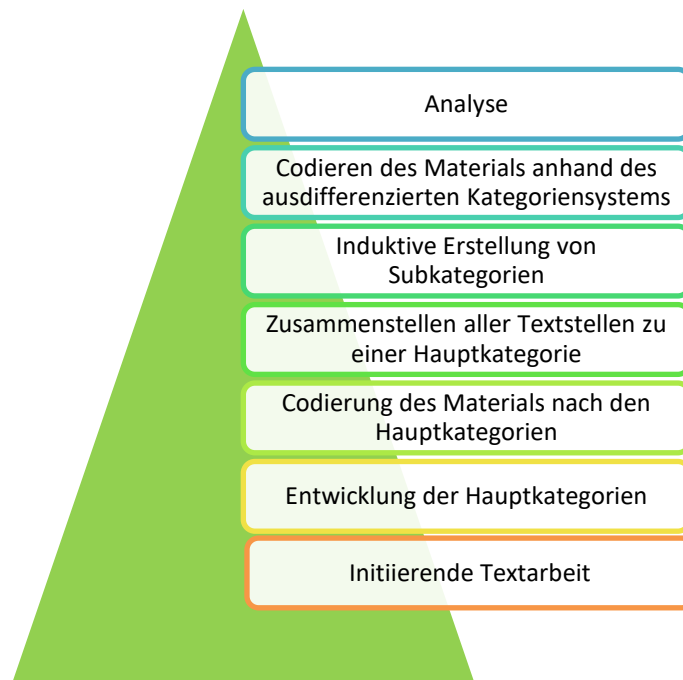 Analyse
Codieren des Materials anhand des
ausdifferenzierten Kategoriensystems
Induktive Erstellung von
Subkategorien
Zusammenstellen aller Textstellen zu
einer Hauptkategorie
Codierung des Materials nach den
Hauptkategorien
Entwicklung der Hauptkategorien
Initiierende Textarbeit